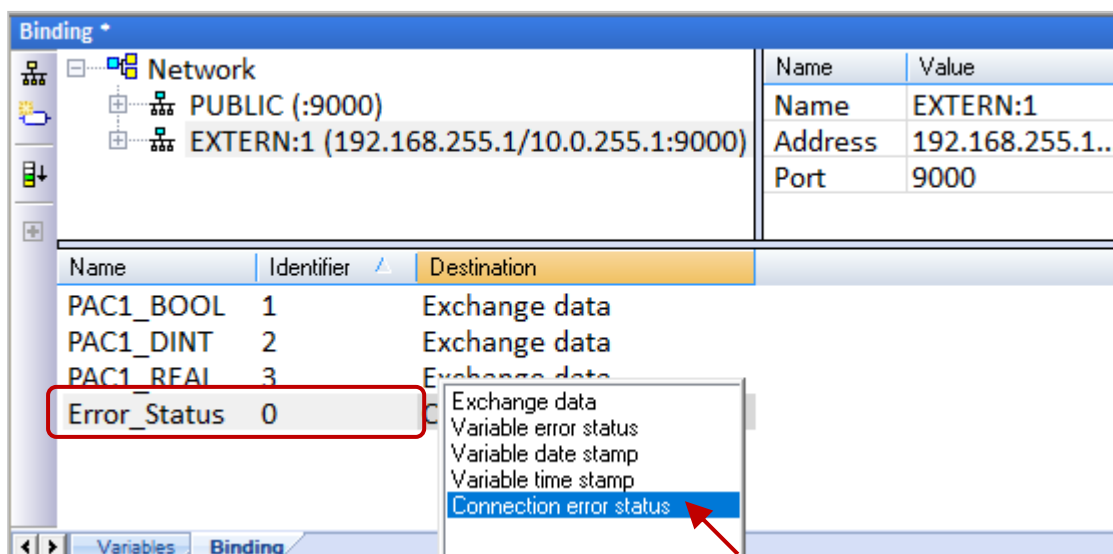 Binding *
Network
PUBLIC (:9000)
EXTERN:1 (192.168.255.1/10.0.255.1:9000)
Name Value
Name EXTERN:1
Address 192.168.255.1..
Port 9000
Name Identifier Destination
PAC1_BOOL 1 Exchange data
PAC1_DINT 2 Exchange data
PAC1_REAL 3 Exchange data
Error_Status 0
Exchange data
Variable error status
Variable date stamp
Variable time stamp
Connection error status
Variables Binding